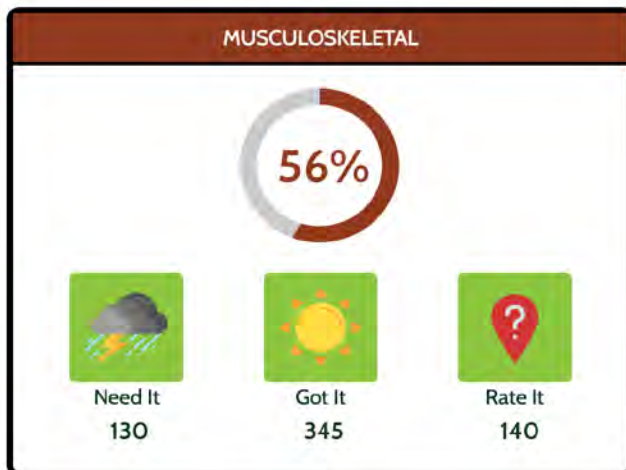 MUSCULOSKELETAL
56%
?
Need It Got It Rate It
130 345 140